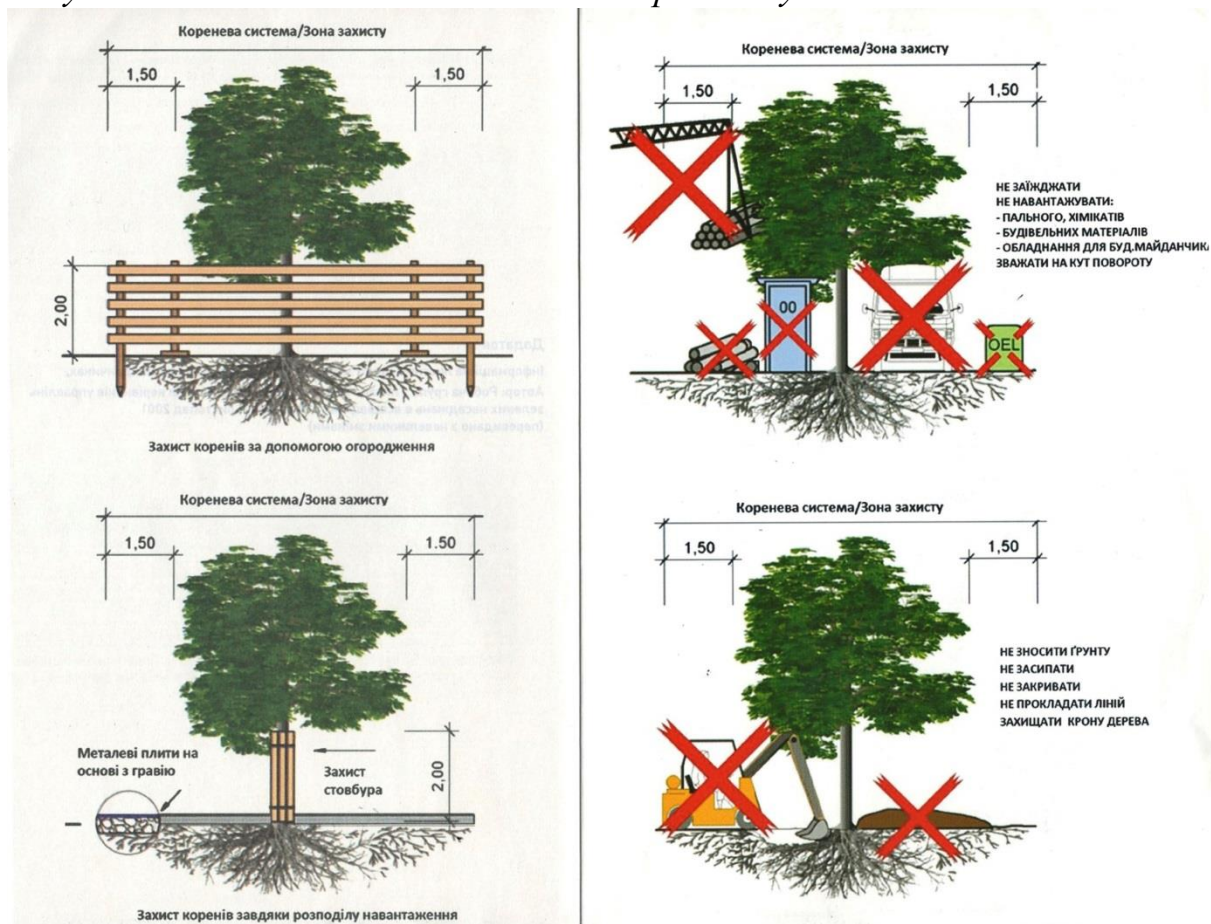 Коренева система/Зона захисту
1,50
1,50
2,00
Захист коренів за допомогою огородження
Коренева система/Зона захисту
1,50
1.50
Металеві плити на
основі з гравію
Захист
стовбура
2,00
Захист коренів завдяки розподілу навантаження
Коренева система/Зона захисту
1,50
1,50
НЕ ЗАЇЖДЖАТИ
НЕ НАВАНТАЖУВАТИ:
- ПАЛЬНОГО, ХІМІКАТІВ
- БУДІВЕЛЬНИХ МАТЕРІАЛІВ
- ОБЛАДНАННЯ ДЛЯ БУД.МАЙДАНЧИКА
ЗВАЖАТИ НА КУТ ПОВОРОТУ
00
OEL
Коренева система/Зона захисту
1,50
1,50
НЕ ЗНОСИТИ ҐРУНТУ
НЕ ЗАСИПАТИ
НЕ ЗАКРИВАТИ
НЕ ПРОКЛАДАТИ ЛІНІЙ
ЗАХИЩАТИ КРОНУ ДЕРЕВА